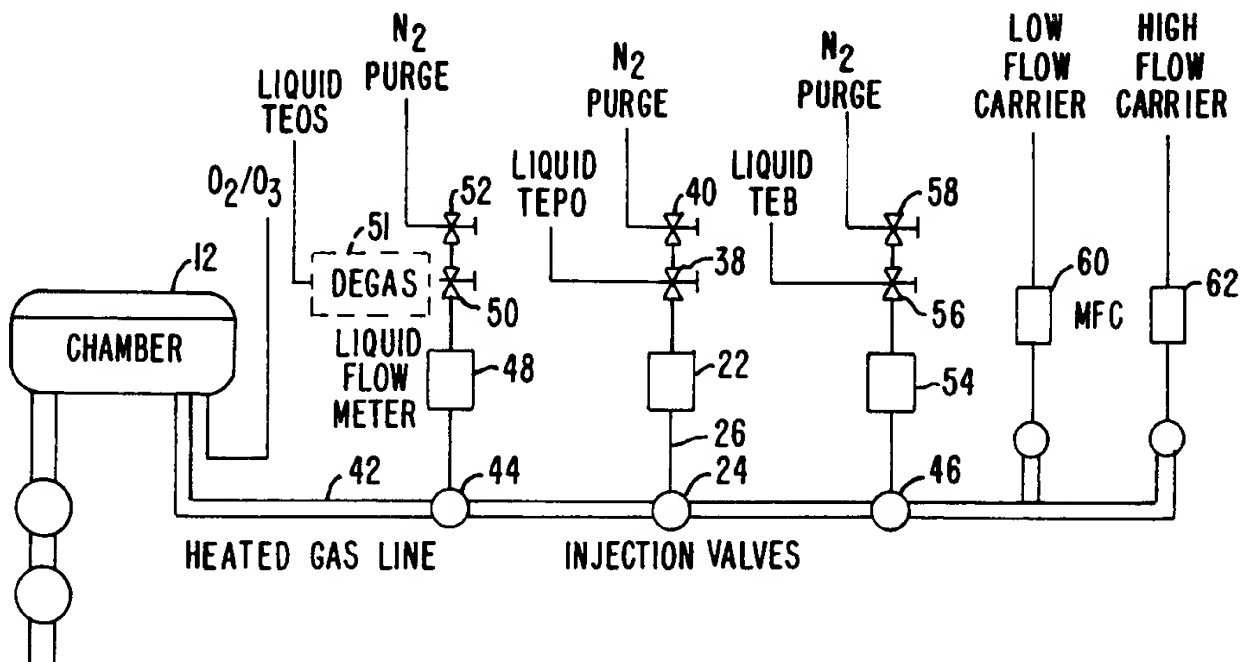 N2
PURGE
LIQUID
TEOS
O2/O3
N2
PURGE
LIQUID
TEPO
N2
PURGE
LIQUID
TEB
LOW
FLOW
CARRIER
HIGH
FLOW
CARRIER
12
CHAMBER
51
DEGAS
52
50
LIQUID
FLOW
METER
48
40
38
22
26
58
56
54
60
MFC
62
42
44
24
46
HEATED GAS LINE
INJECTION VALVES